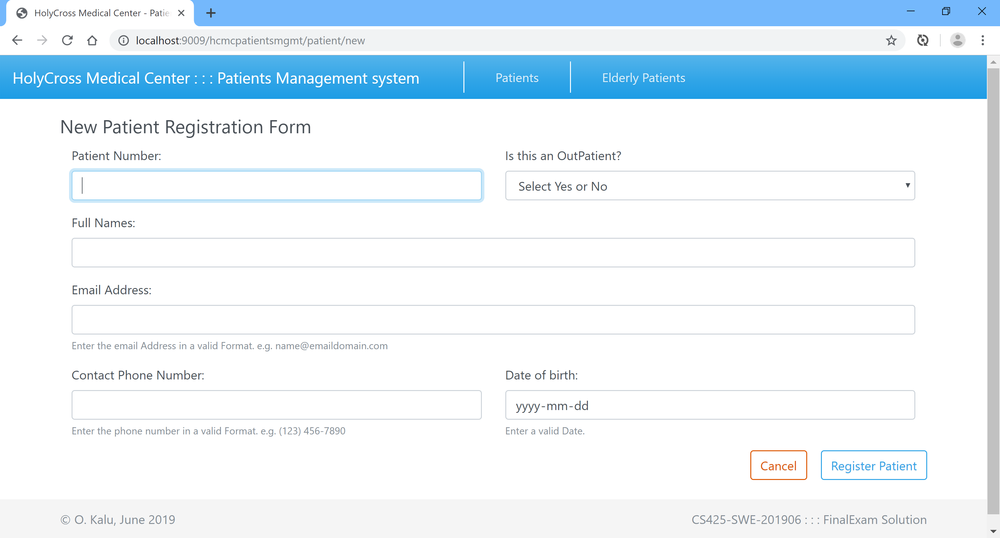 HolyCross Medical Center - Patie
localhost:9009/hcmcpatientsmgmt/patient/new
HolyCross Medical Center : : : Patients Management system
Patients
Elderly Patients
New Patient Registration Form
Patient Number:
Is this an OutPatient?
Select Yes or No
Full Names:
Email Address:
Enter the email Address in a valid Format. e.g. name@emaildomain.com
Contact Phone Number:
Date of birth:
yyyy-mm-dd
Enter the phone number in a valid Format. e.g. (123) 456-7890
Enter a valid Date.
Cancel
Register Patient
© O. Kalu, June 2019
CS425-SWE-201906 : : : FinalExam Solution